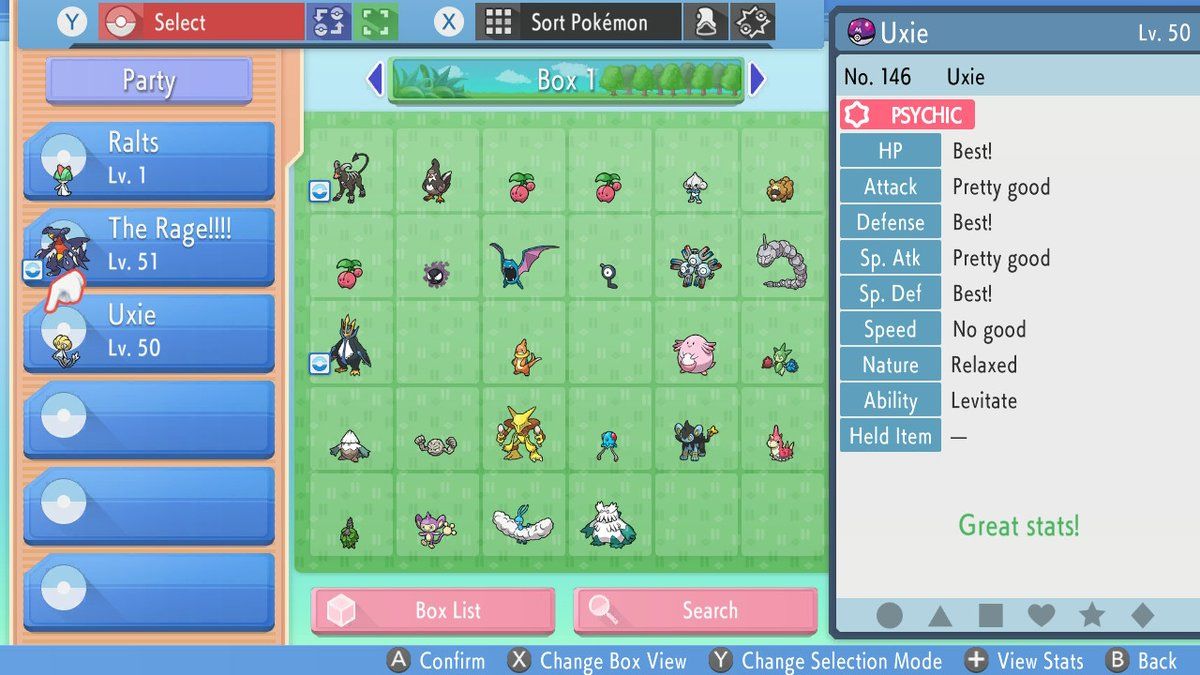 Y Select X Sort Pokémon
Party
Ralts
Lv. 1
The Rage!!!!
Lv. 51
Uxie
Lv. 50
Box 1
Box List Search
Uxie Lv. 50
No. 146 Uxie
PSYCHIC
HP Best!
Attack Pretty good
Defense Best!
Sp. Atk Pretty good
Sp. Def Best!
Speed No good
Nature Relaxed
Ability Levitate
Held Item —
Great stats!
A Confirm X Change Box View Y Change Selection Mode + View Stats B Back